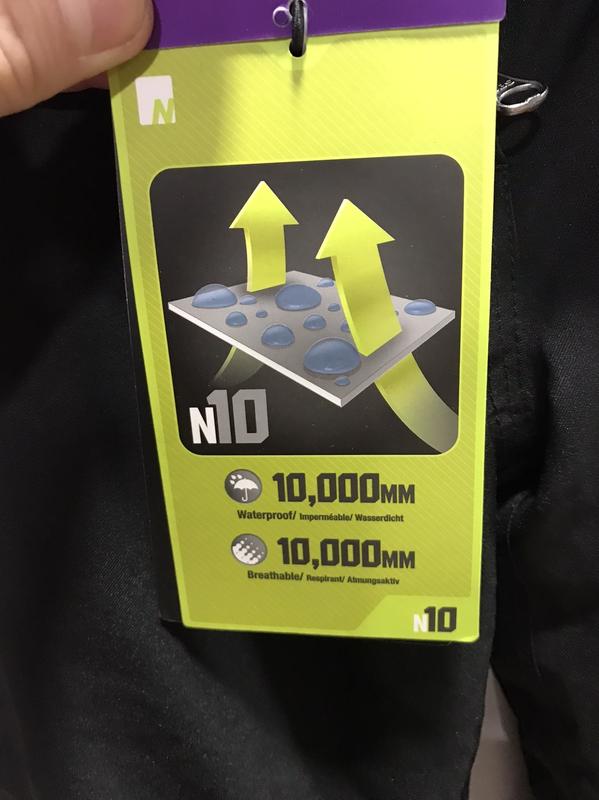 N
N10
10,000MM
Waterproof/ Imperméable/ Wasserdicht
10,000MM
Breathable/ Respirant/ Atmungsaktiv
N10